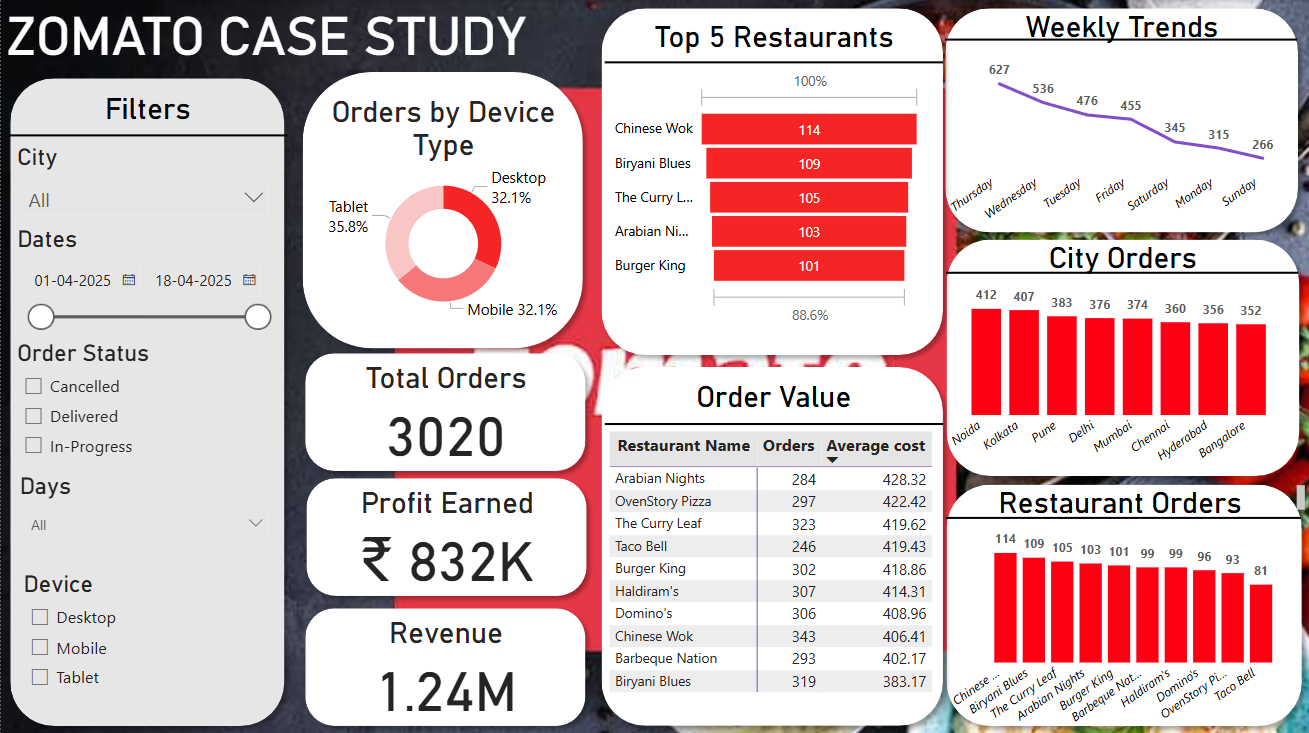 ZOMATO CASE STUDY
Filters
City
All
Dates
01-04-2025 18-04-2025
Order Status
Cancelled
Delivered
In-Progress
Days
All
Device
Desktop
Mobile
Tablet
Orders by Device
Type
Desktop
32.1%
Tablet
35.8%
Mobile 32.1%
Total Orders
3020
Profit Earned
₹ 832K
Revenue
1.24M
Top 5 Restaurants
100%
Chinese Wok 114
Biryani Blues 109
The Curry L... 105
Arabian Ni... 103
Burger King 101
88.6%
Order Value
Restaurant Name Orders Average cost
Arabian Nights 284 428.32
OvenStory Pizza 297 422.42
The Curry Leaf 323 419.62
Taco Bell 246 419.43
Burger King 302 418.86
Haldiram's 307 414.31
Domino's 306 408.96
Chinese Wok 343 406.41
Barbeque Nation 293 402.17
Biryani Blues 319 383.17
Weekly Trends
627 536 476 455 345 315 266
Thursday Wednesday Tuesday Friday Saturday Monday Sunday
City Orders
412 407 383 376 374 360 356 352
Noida Kolkata Pune Delhi Mumbai Chennai Hyderabad Bangalore
Restaurant Orders
114 109 105 103 101 99 99 96 93 81
Chinese ... Biryani Blues The Curry Leaf Arabian Nights Burger King Barbeque Nat... Haldiram's Domino's OvenStory Pi... Taco Bell